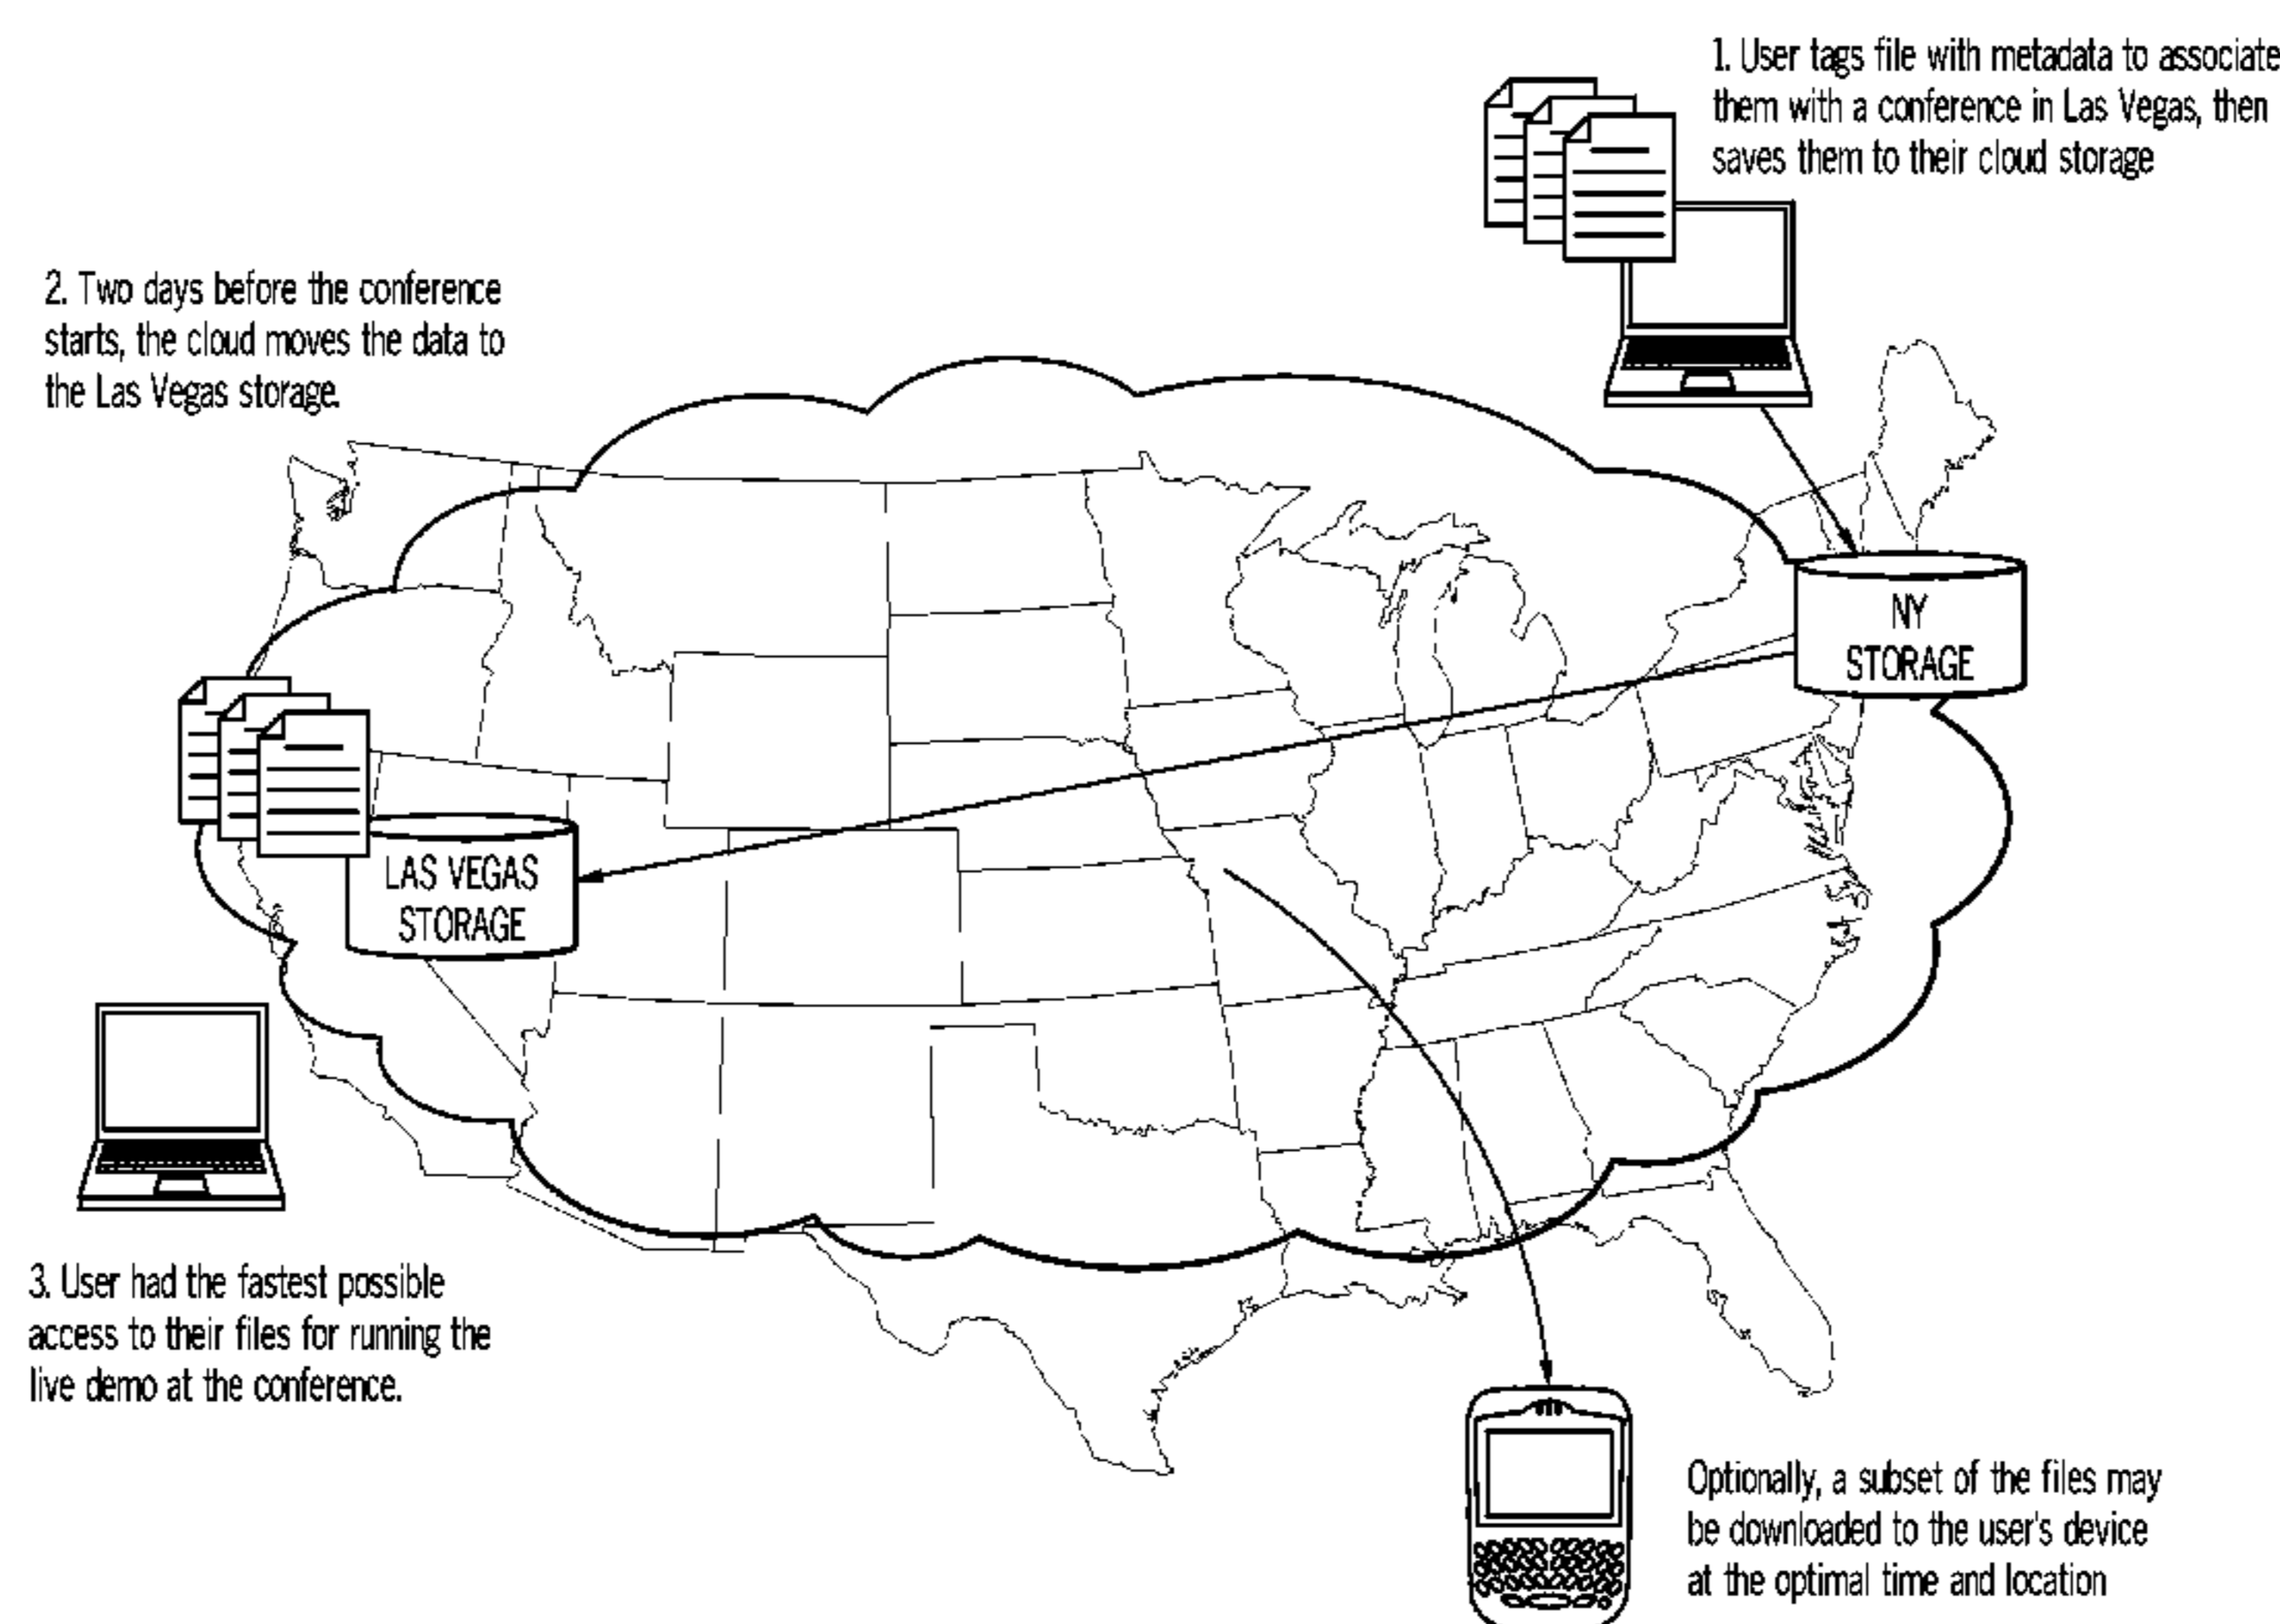 1. User tags file with metadata to associate
them with a conference in Las Vegas, then
saves them to their cloud storage
2. Two days before the conference
starts, the cloud moves the data to
the Las Vegas storage.
NY
STORAGE
LAS VEGAS
STORAGE
3. User had the fastest possible
access to their files for running the
live demo at the conference.
Optionally, a subset of the files may
be downloaded to the user's device
at the optimal time and location